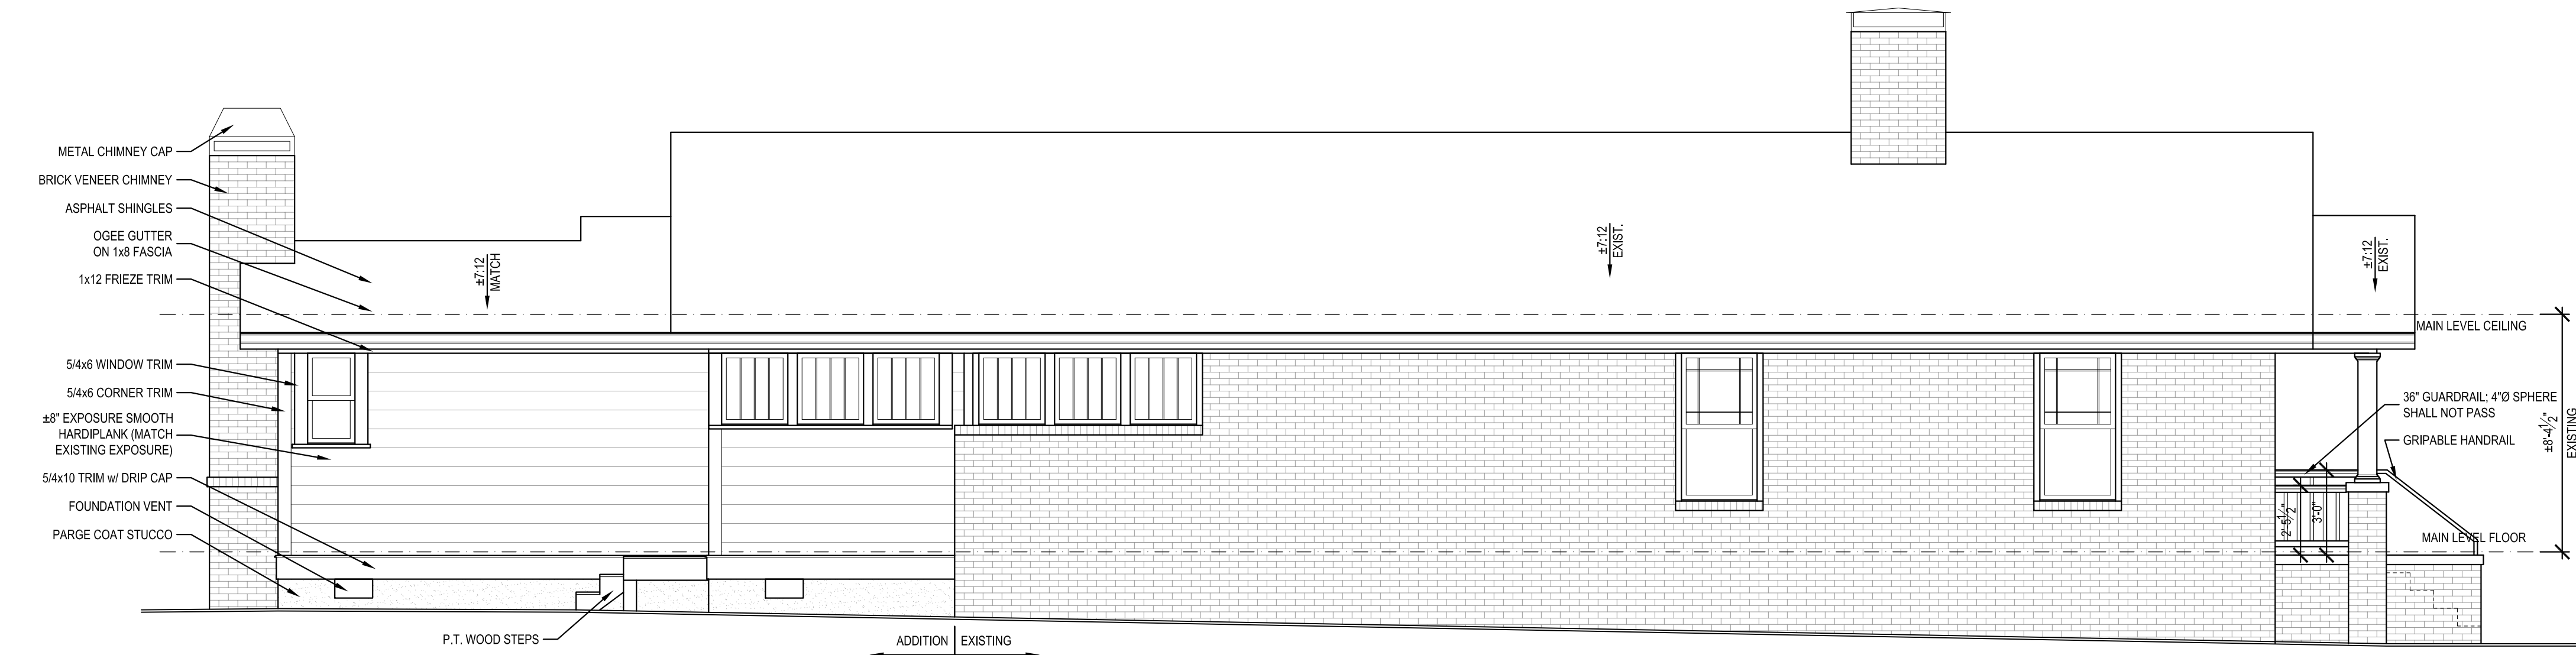 METAL CHIMNEY CAP
BRICK VENEER CHIMNEY
ASPHALT SHINGLES
OGEE GUTTER
ON 1x8 FASCIA
1x12 FRIEZE TRIM
5/4x6 WINDOW TRIM
5/4x6 CORNER TRIM
±8" EXPOSURE SMOOTH
HARDIPLANK (MATCH
EXISTING EXPOSURE)
5/4x10 TRIM w/ DRIP CAP
FOUNDATION VENT
PARGE COAT STUCCO
P.T. WOOD STEPS
±7:12
MATCH
±7:12
EXIST.
±7:12
EXIST.
ADDITION
EXISTING
MAIN LEVEL CEILING
36" GUARDRAIL; 4"Ø SPHERE
SHALL NOT PASS
GRIPABLE HANDRAIL
±8'-4 1/2"
EXISTING
2'-5 1/2"
3'-0"
MAIN LEVEL FLOOR